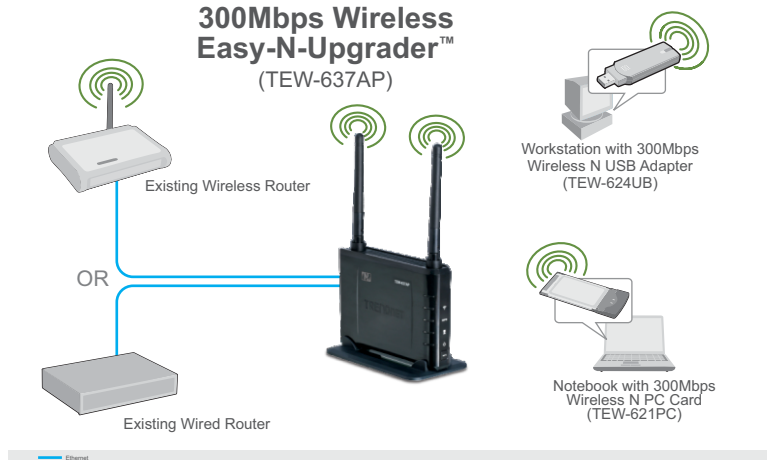 300Mbps Wireless
Easy-N-Upgrader™
(TEW-637AP)
Existing Wireless Router
OR
Existing Wired Router
Workstation with 300Mbps
Wireless N USB Adapter
(TEW-624UB)
Notebook with 300Mbps
Wireless N PC Card
(TEW-621PC)
TRENDNET
Ethernet